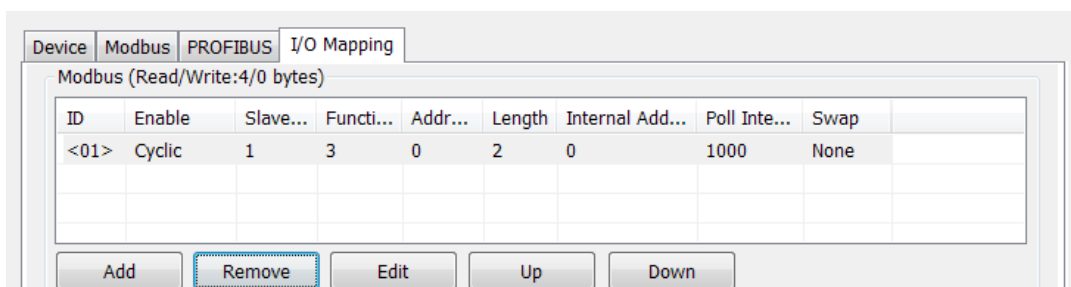 Device Modbus PROFIBUS I/O Mapping
Modbus (Read/Write:4/0 bytes)
ID Enable Slave... Functi... Addr... Length Internal Add... Poll Inte... Swap
<01> Cyclic 1 3 0 2 0 1000 None
Add Remove Edit Up Down